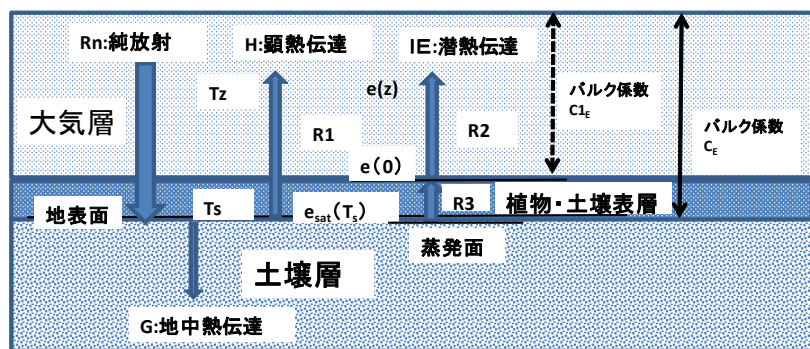 Rn:純放射
H:顕熱伝達
IE:潜熱伝達
Tz
e(z)
バルク係数
C1E
大気層
R1
R2
バルク係数
CE
e(0)
地表面
Ts
esat(Ts)
R3
植物・土壌表層
蒸発面
土壌層
G:地中熱伝達